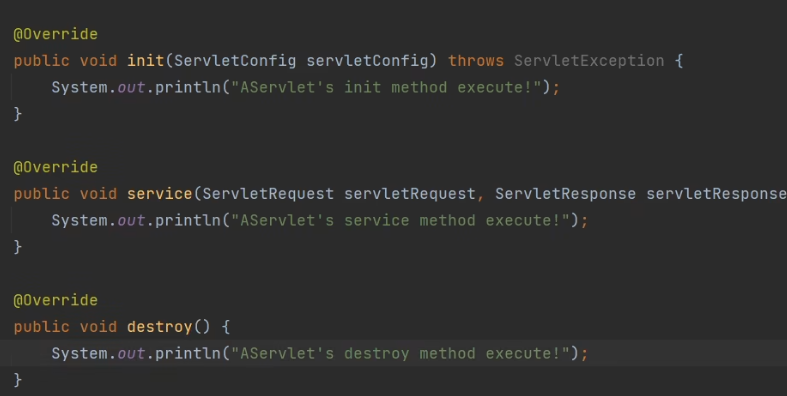 @Override
public void init(ServletConfig servletConfig) throws ServletException {
System.out.println("AServlet's init method execute!");
}
@Override
public void service(ServletRequest servletRequest, ServletResponse servletResponse
System.out.println("AServlet's service method execute!");
}
@Override
public void destroy() {
System.out.println("AServlet's destroy method execute!");
}